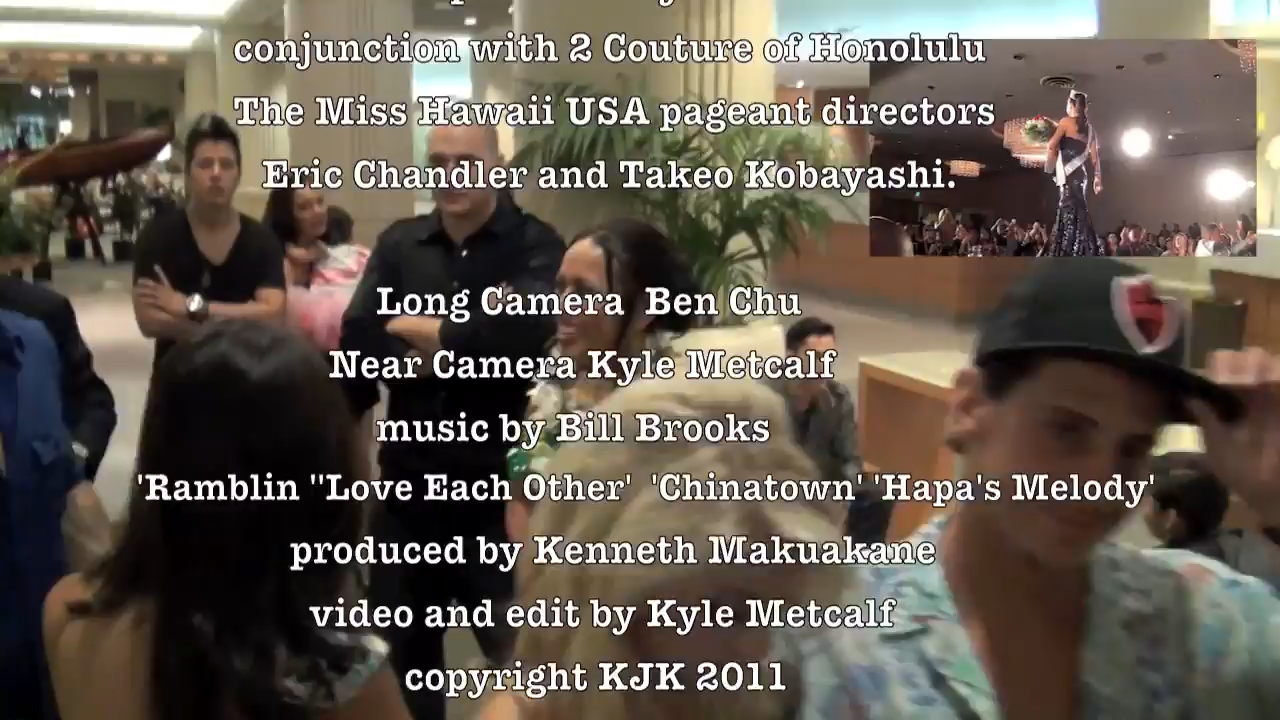 conjunction with 2 Couture of Honolulu
The Miss Hawaii USA pageant directors
Eric Chandler and Takeo Kobayashi.
Long Camera Ben Chu
Near Camera Kyle Metcalf
music by Bill Brooks
'Ramblin ''Love Each Other' 'Chinatown' 'Hapa's Melody'
produced by Kenneth Makuakane
video and edit by Kyle Metcalf
copyright KJK 2011